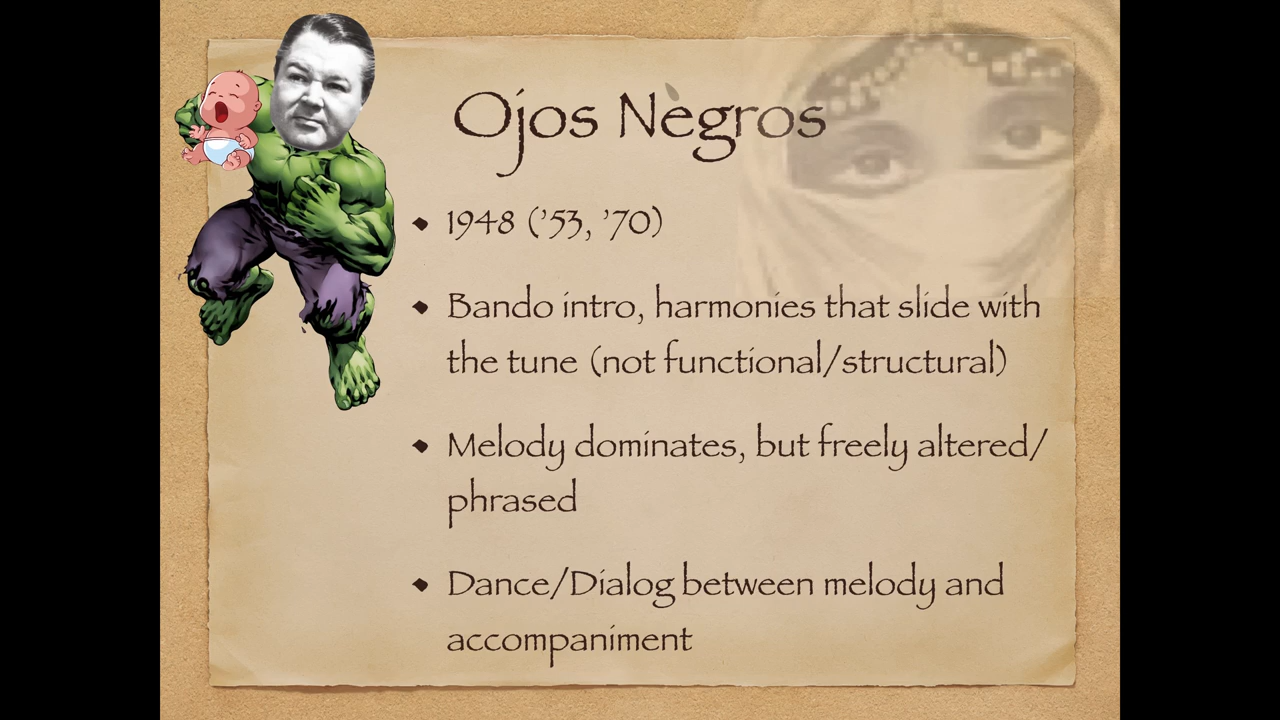 Ojos Negros
• 1948 (’53, ’70)
• Bando intro, harmonies that slide with
the tune (not functional/structural)
• Melody dominates, but freely altered/
phrased
• Dance/Dialog between melody and
accompaniment